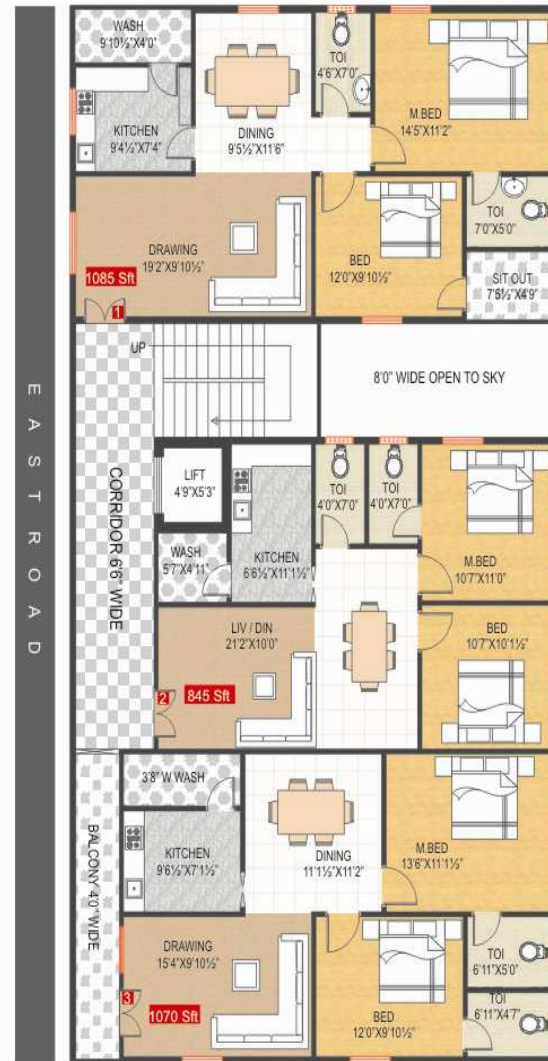 EAST ROAD
WASH
9'10½"X4'0"
TOI
4'6"X7'0"
M.BED
14'5"X11'2"
KITCHEN
9'4½"X7'4"
DINING
9'5½"X11'6"
TOI
7'0"X5'0"
DRAWING
19'2"X9'10½"
BED
12'0"X9'10½"
SIT OUT
7'5½"X4'9"
1085 Sft
1
UP
8'0" WIDE OPEN TO SKY
CORRIDOR 6'6" WIDE
LIFT
4'9"X5'3"
TOI
4'0"X7'0"
TOI
4'0"X7'0"
WASH
5'7"X4'11"
KITCHEN
6'6½"X11'1½"
M.BED
10'7"X11'0"
LIV / DIN
21'2"X10'0"
BED
10'7"X10'1½"
2
845 Sft
3'8" W WASH
BALCONY 4'0" WIDE
KITCHEN
9'6½"X7'1½"
DINING
11'1½"X11'2"
M.BED
13'6"X11'1½"
DRAWING
15'4"X9'10½"
BED
12'0"X9'10½"
TOI
6'11"X5'0"
TOI
6'11"X4'7"
3
1070 Sft